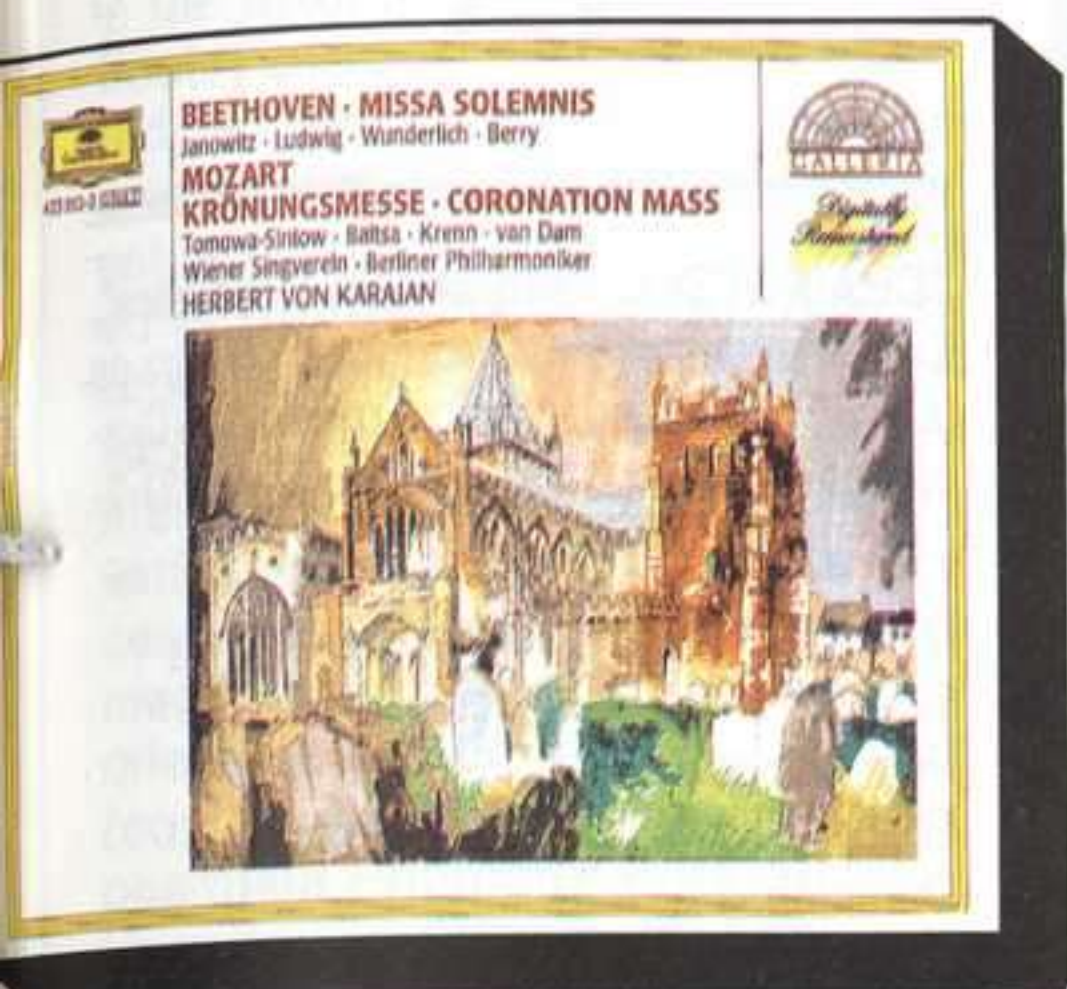 BEETHOVEN · MISSA SOLEMNIS
Janowitz · Ludwig · Wunderlich · Berry
MOZART
KRÖNUNGSMESSE · CORONATION MASS
Tomowa-Sintow · Baltsa · Krenn · van Dam
Wiener Singverein · Berliner Philharmoniker
HERBERT VON KARAJAN
GALLERIA
Digitally
Remastered